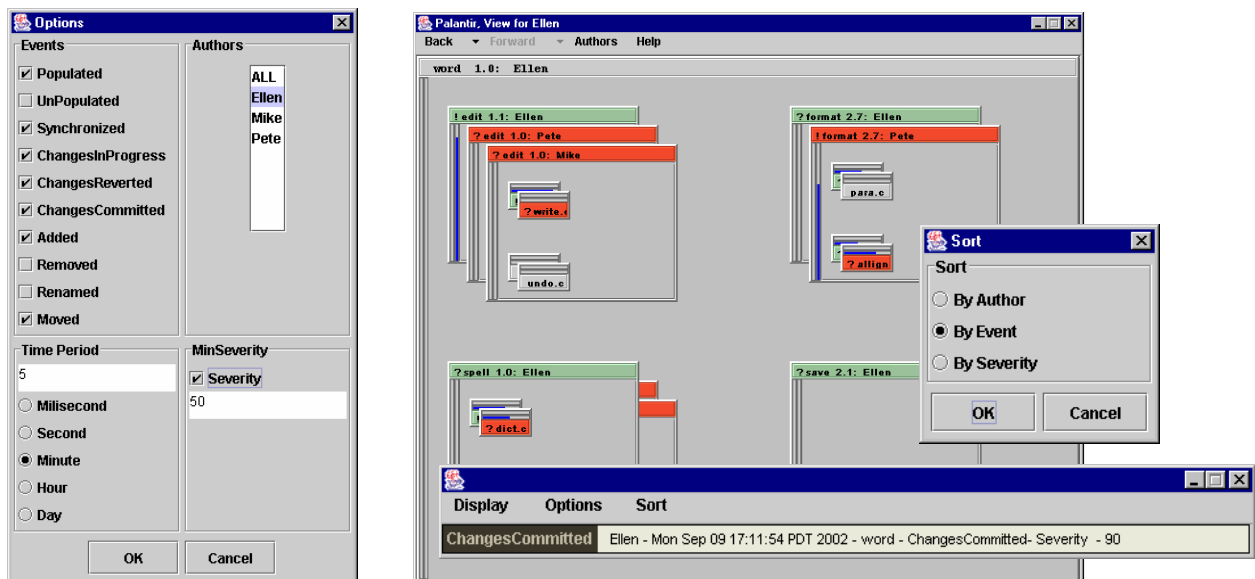 Options
Events
Populated
UnPopulated
Synchronized
ChangesInProgress
ChangesReverted
ChangesCommitted
Added
Removed
Renamed
Moved
Authors
ALL
Ellen
Mike
Pete
Time Period
5
Milisecond
Second
Minute
Hour
Day
MinSeverity
Severity
50
OK Cancel
Palantir, View for Ellen
Back Forward Authors Help
word 1.0: Ellen
! edit 1.1: Ellen
? edit 1.0: Pete
? edit 1.0: Mike
? write.c
undo.c
? format 2.7: Ellen
! format 2.7: Pete
para.c
? allign
? spell 1.0: Ellen
? dict.c
? save 2.1: Ellen
Sort
Sort
By Author
By Event
By Severity
OK Cancel
Display Options Sort
ChangesCommitted Ellen - Mon Sep 09 17:11:54 PDT 2002 - word - ChangesCommitted- Severity - 90